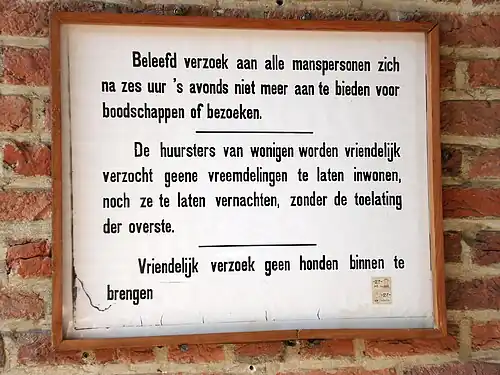 Beleefd verzoek aan alle manspersonen zich
na zes uur 's avonds niet meer aan te bieden voor
boodschappen of bezoeken.
De huursters van wonigen worden vriendelijk
verzocht geene vreemdelingen te laten inwonen,
noch ze te laten vernachten, zonder de toelating
der overste.
Vriendelijk verzoek geen honden binnen te
brengen